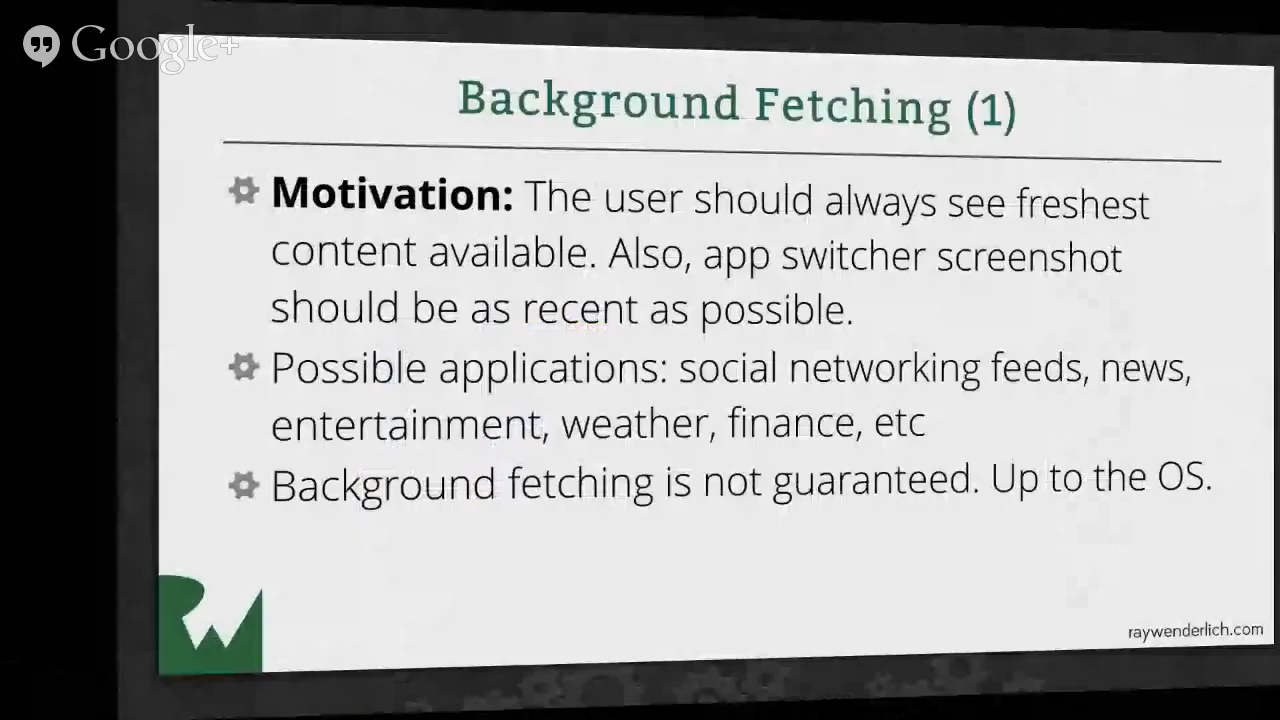 Google+
Background Fetching (1)
Motivation: The user should always see freshest
content available. Also, app switcher screenshot
should be as recent as possible.
Possible applications: social networking feeds, news,
entertainment, weather, finance, etc
Background fetching is not guaranteed. Up to the OS.
RW
raywenderlich.com